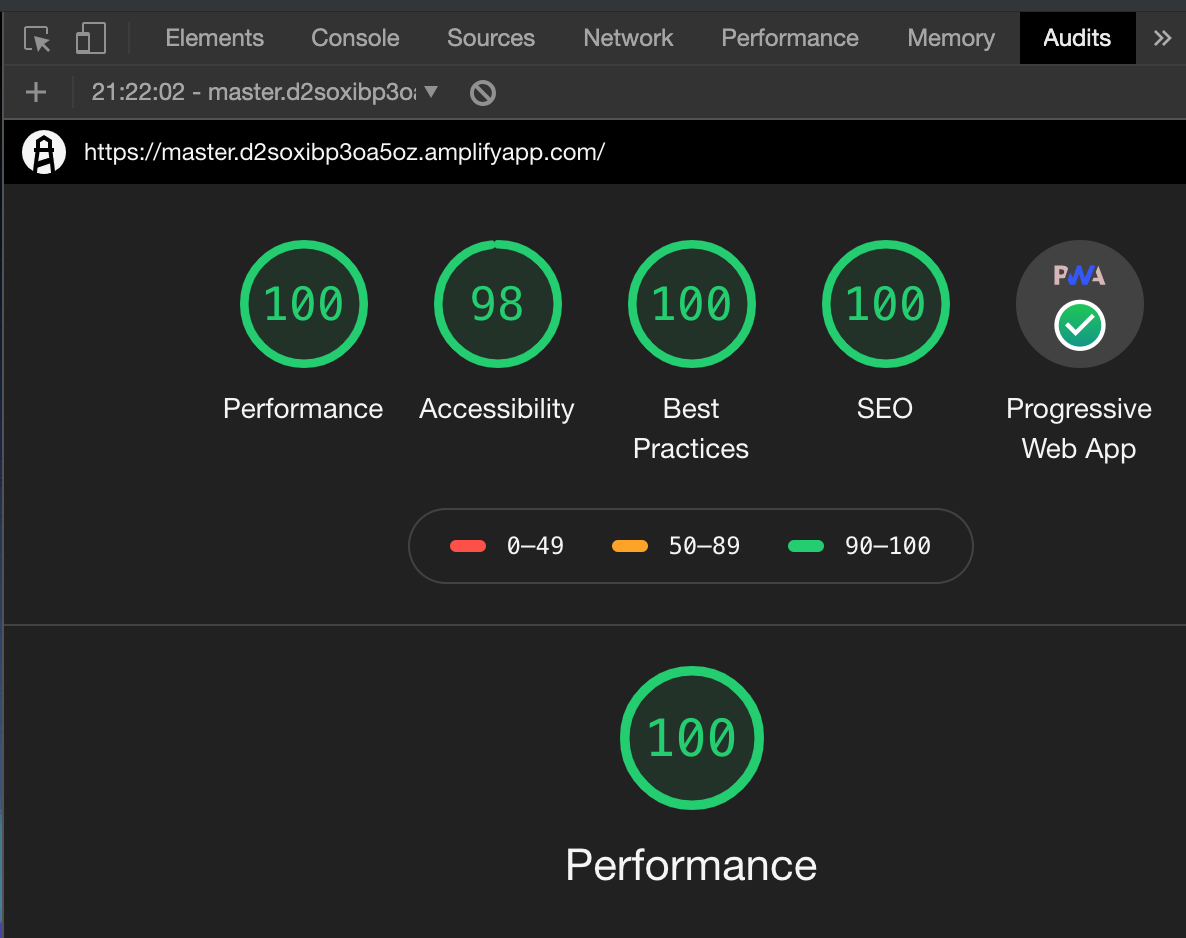 Elements Console Sources Network Performance Memory Audits »
+ 21:22:02 - master.d2soxibp3o ▼
https://master.d2soxibp3oa5oz.amplifyapp.com/
100 98 100 100 PWA
Performance Accessibility Best Practices SEO Progressive Web App
0–49 50–89 90–100
100
Performance